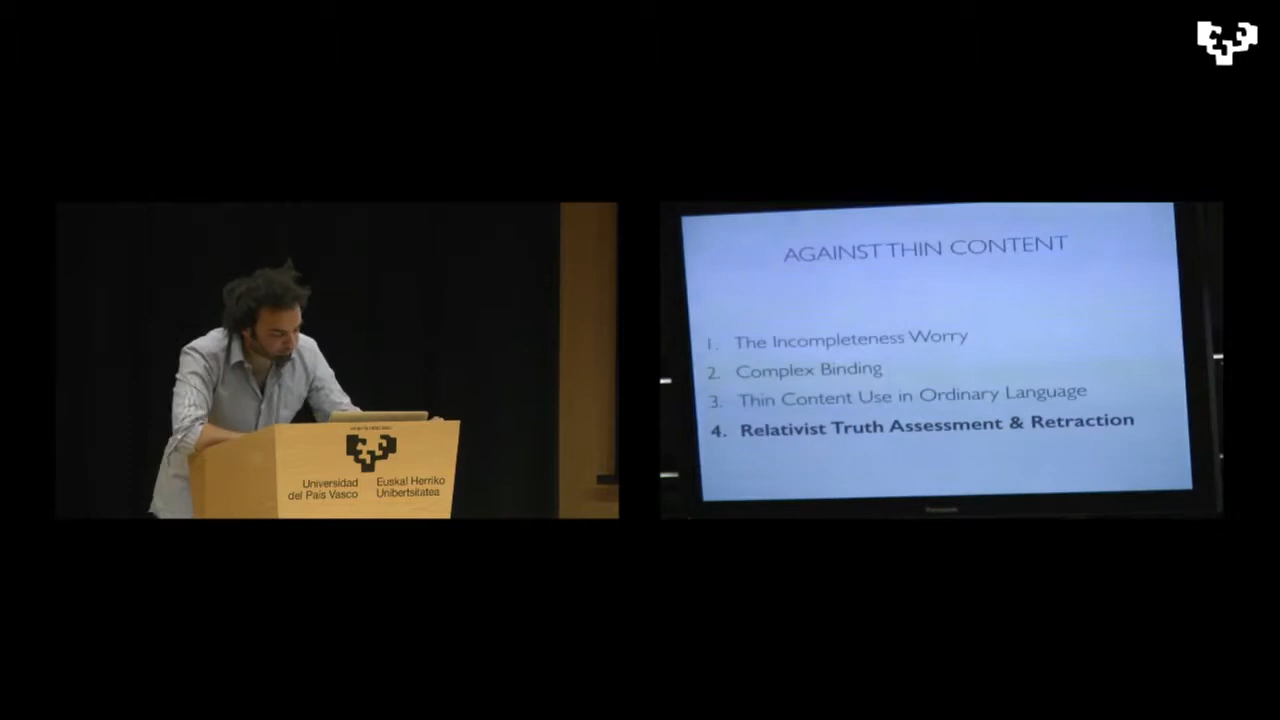 AGAINST THIN CONTENT
1. The Incompleteness Worry
2. Complex Binding
3. Thin Content Use in Ordinary Language
4. Relativist Truth Assessment & Retraction
Universidad
del País Vasco
Euskal Herriko
Unibertsitatea
Panasonic